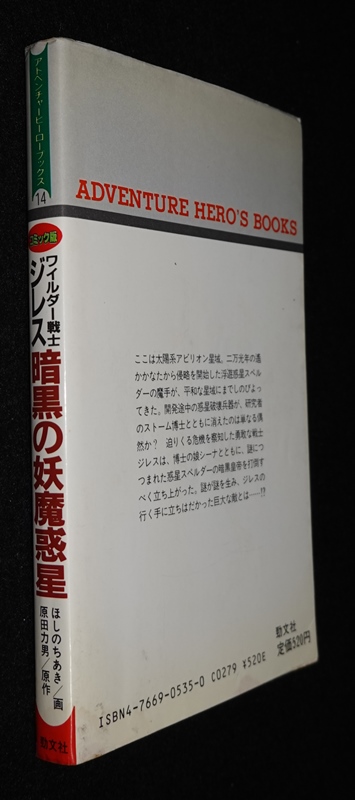 アドベンチャーヒーローブックス
14
コミック版
ワイルダー戦士
ジレス
暗黒の妖魔惑星
ほしのちあき/画
原田力男/原作
勁文社
ADVENTURE HERO'S BOOKS
ここは太陽系アビリオン星域。二万光年の遙
かかなたから侵略を開始した浮遊惑星スペル
ダーの魔手が、平和な星域にまでしのびよっ
てきた。開発途中の惑星破壊兵器が、研究者
のストーム博士とともに消えたのは単なる偶
然か? 迫りくる危機を察知した勇敢な戦士
ジレスは、博士の娘シーナとともに、謎につ
つまれた惑星スペルダーの暗黒皇帝を打倒す
べく立ち上がった。謎が謎を生み、ジレスの
行く手に立ちはだかった巨大な敵とは──!?
勁文社
定価520円
ISBN4-7669-0535-0 C0279 ¥520E